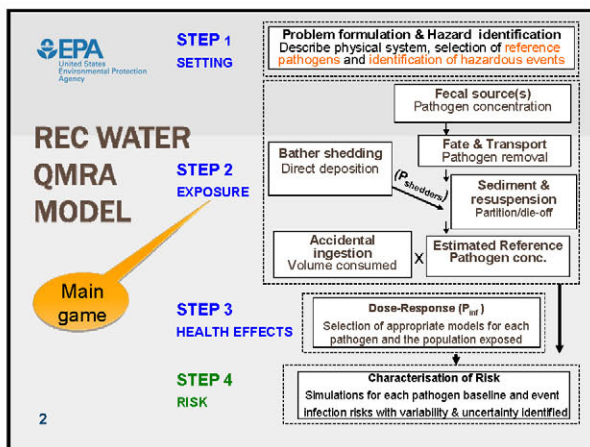 EPA
United States
Environmental Protection
Agency
REC WATER
QMRA
MODEL
Main
game
STEP 1
SETTING
Problem formulation & Hazard identification
Describe physical system, selection of reference
pathogens and identification of hazardous events
STEP 2
EXPOSURE
Fecal source(s)
Pathogen concentration
Fate & Transport
Pathogen removal
Bather shedding
Direct deposition
(Pshedders)
Sediment &
resuspension
Partition/die-off
Accidental
ingestion
Volume consumed
X
Estimated Reference
Pathogen conc.
STEP 3
HEALTH EFFECTS
Dose-Response (Pinf)
Selection of appropriate models for each
pathogen and the population exposed
STEP 4
RISK
Characterisation of Risk
Simulations for each pathogen baseline and event
infection risks with variability & uncertainty identified
2